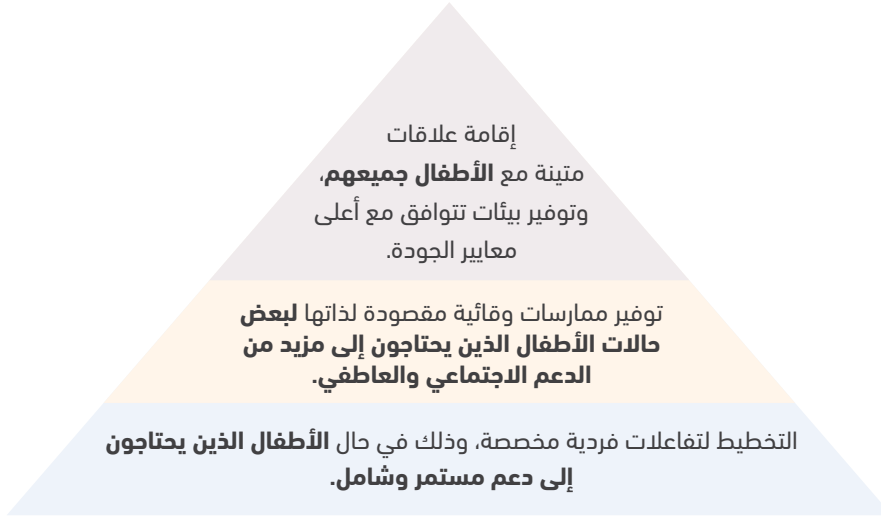 إقامة علاقات
متينة مع الأطفال جميعهم،
وتوفير بيئات تتوافق مع أعلى
معايير الجودة.
توفير ممارسات وقائية مقصودة لذاتها لبعض
حالات الأطفال الذين يحتاجون إلى مزيد من
الدعم الاجتماعي والعاطفي.
التخطيط لتفاعلات فردية مخصصة، وذلك في حال الأطفال الذين يحتاجون
إلى دعم مستمر وشامل.